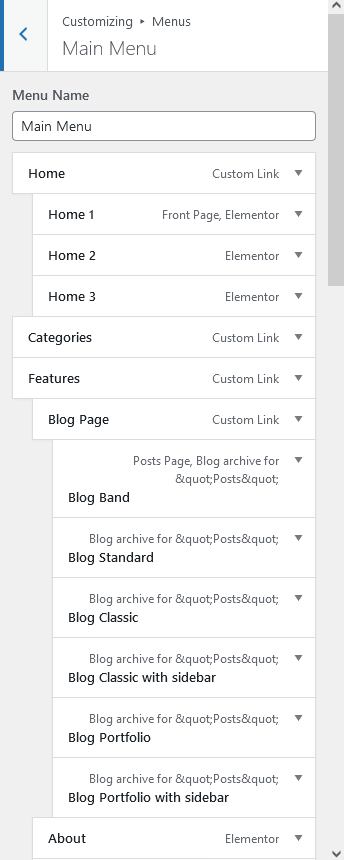 Customizing ▸ Menus
Main Menu
Menu Name
Main Menu
Home Custom Link
Home 1 Front Page, Elementor
Home 2 Elementor
Home 3 Elementor
Categories Custom Link
Features Custom Link
Blog Page Custom Link
Posts Page, Blog archive for
&quot;Posts&quot;
Blog Band
Blog archive for &quot;Posts&quot;
Blog Standard
Blog archive for &quot;Posts&quot;
Blog Classic
Blog archive for &quot;Posts&quot;
Blog Classic with sidebar
Blog archive for &quot;Posts&quot;
Blog Portfolio
Blog archive for &quot;Posts&quot;
Blog Portfolio with sidebar
About Elementor